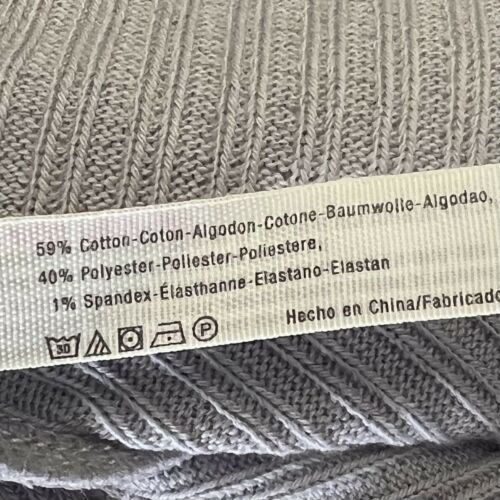 59% Cotton-Coton-Algodon-Cotone-Baumwolle-Algodao,
40% Polyester-Poliester-Poliestere,
1% Spandex-Élasthanne-Elastano-Elastan
Hecho en China/Fabricado
30 P